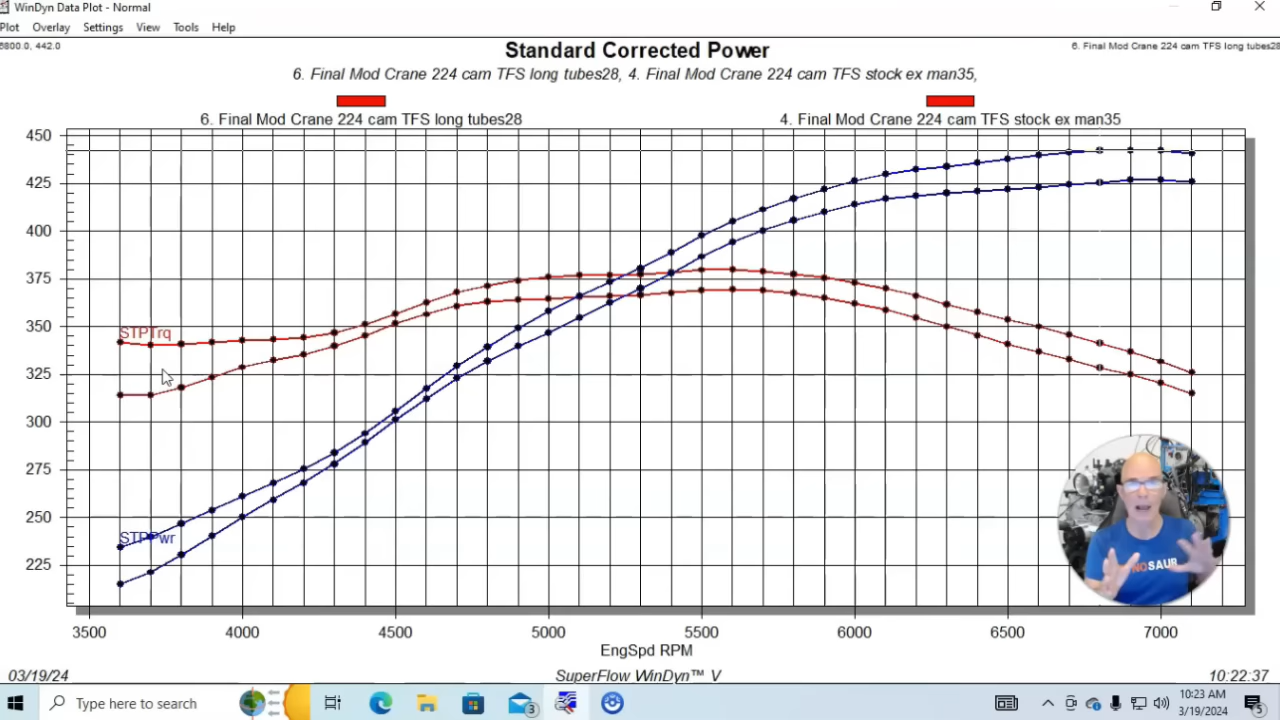 WinDyn Data Plot - Normal
Plot Overlay Settings View Tools Help
6800.0, 442.0
Standard Corrected Power
6. Final Mod Crane 224 cam TFS long tubes28
6. Final Mod Crane 224 cam TFS long tubes28, 4. Final Mod Crane 224 cam TFS stock ex man35,
6. Final Mod Crane 224 cam TFS long tubes28
4. Final Mod Crane 224 cam TFS stock ex man35
450
425
400
375
350
325
300
275
250
225
STPTrq
STPPwr
NOSAUR
3500 4000 4500 5000 5500 6000 6500 7000
EngSpd RPM
03/19/24
SuperFlow WinDyn™ V
10:22:37
Type here to search
3
10:23 AM
3/19/2024
5